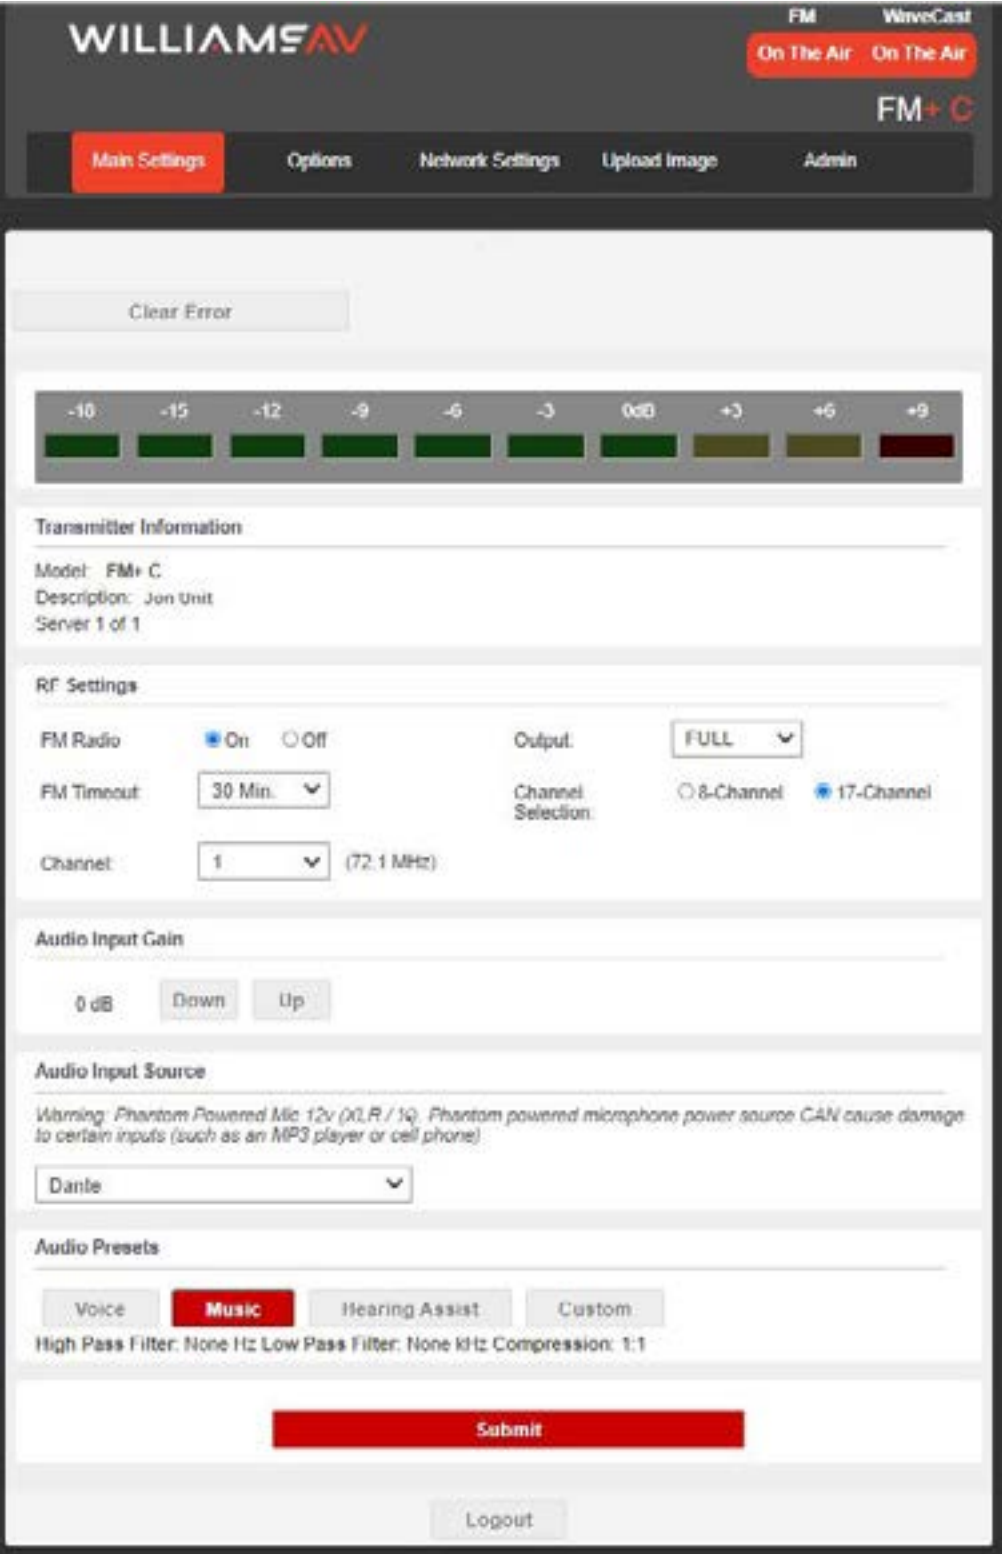 WILLIAMS AV
FM WaveCast
On The Air On The Air
FM+ C
Main Settings Options Network Settings Upload Image Admin
Clear Error
-18 -15 -12 -9 -6 -3 0dB +3 +6 +9
Transmitter Information
Model: FM+ C
Description: Jon Unit
Server 1 of 1
RF Settings
FM Radio On Off Output: FULL
FM Timeout: 30 Min. Channel Selection: 8-Channel 17-Channel
Channel: 1 (72.1 MHz)
Audio Input Gain
0 dB Down Up
Audio Input Source
Warning: Phantom Powered Mic 12v (XLR / ¼). Phantom powered microphone power source CAN cause damage
to certain inputs (such as an MP3 player or cell phone)
Dante
Audio Presets
Voice Music Hearing Assist Custom
High Pass Filter: None Hz Low Pass Filter: None kHz Compression: 1:1
Submit
Logout